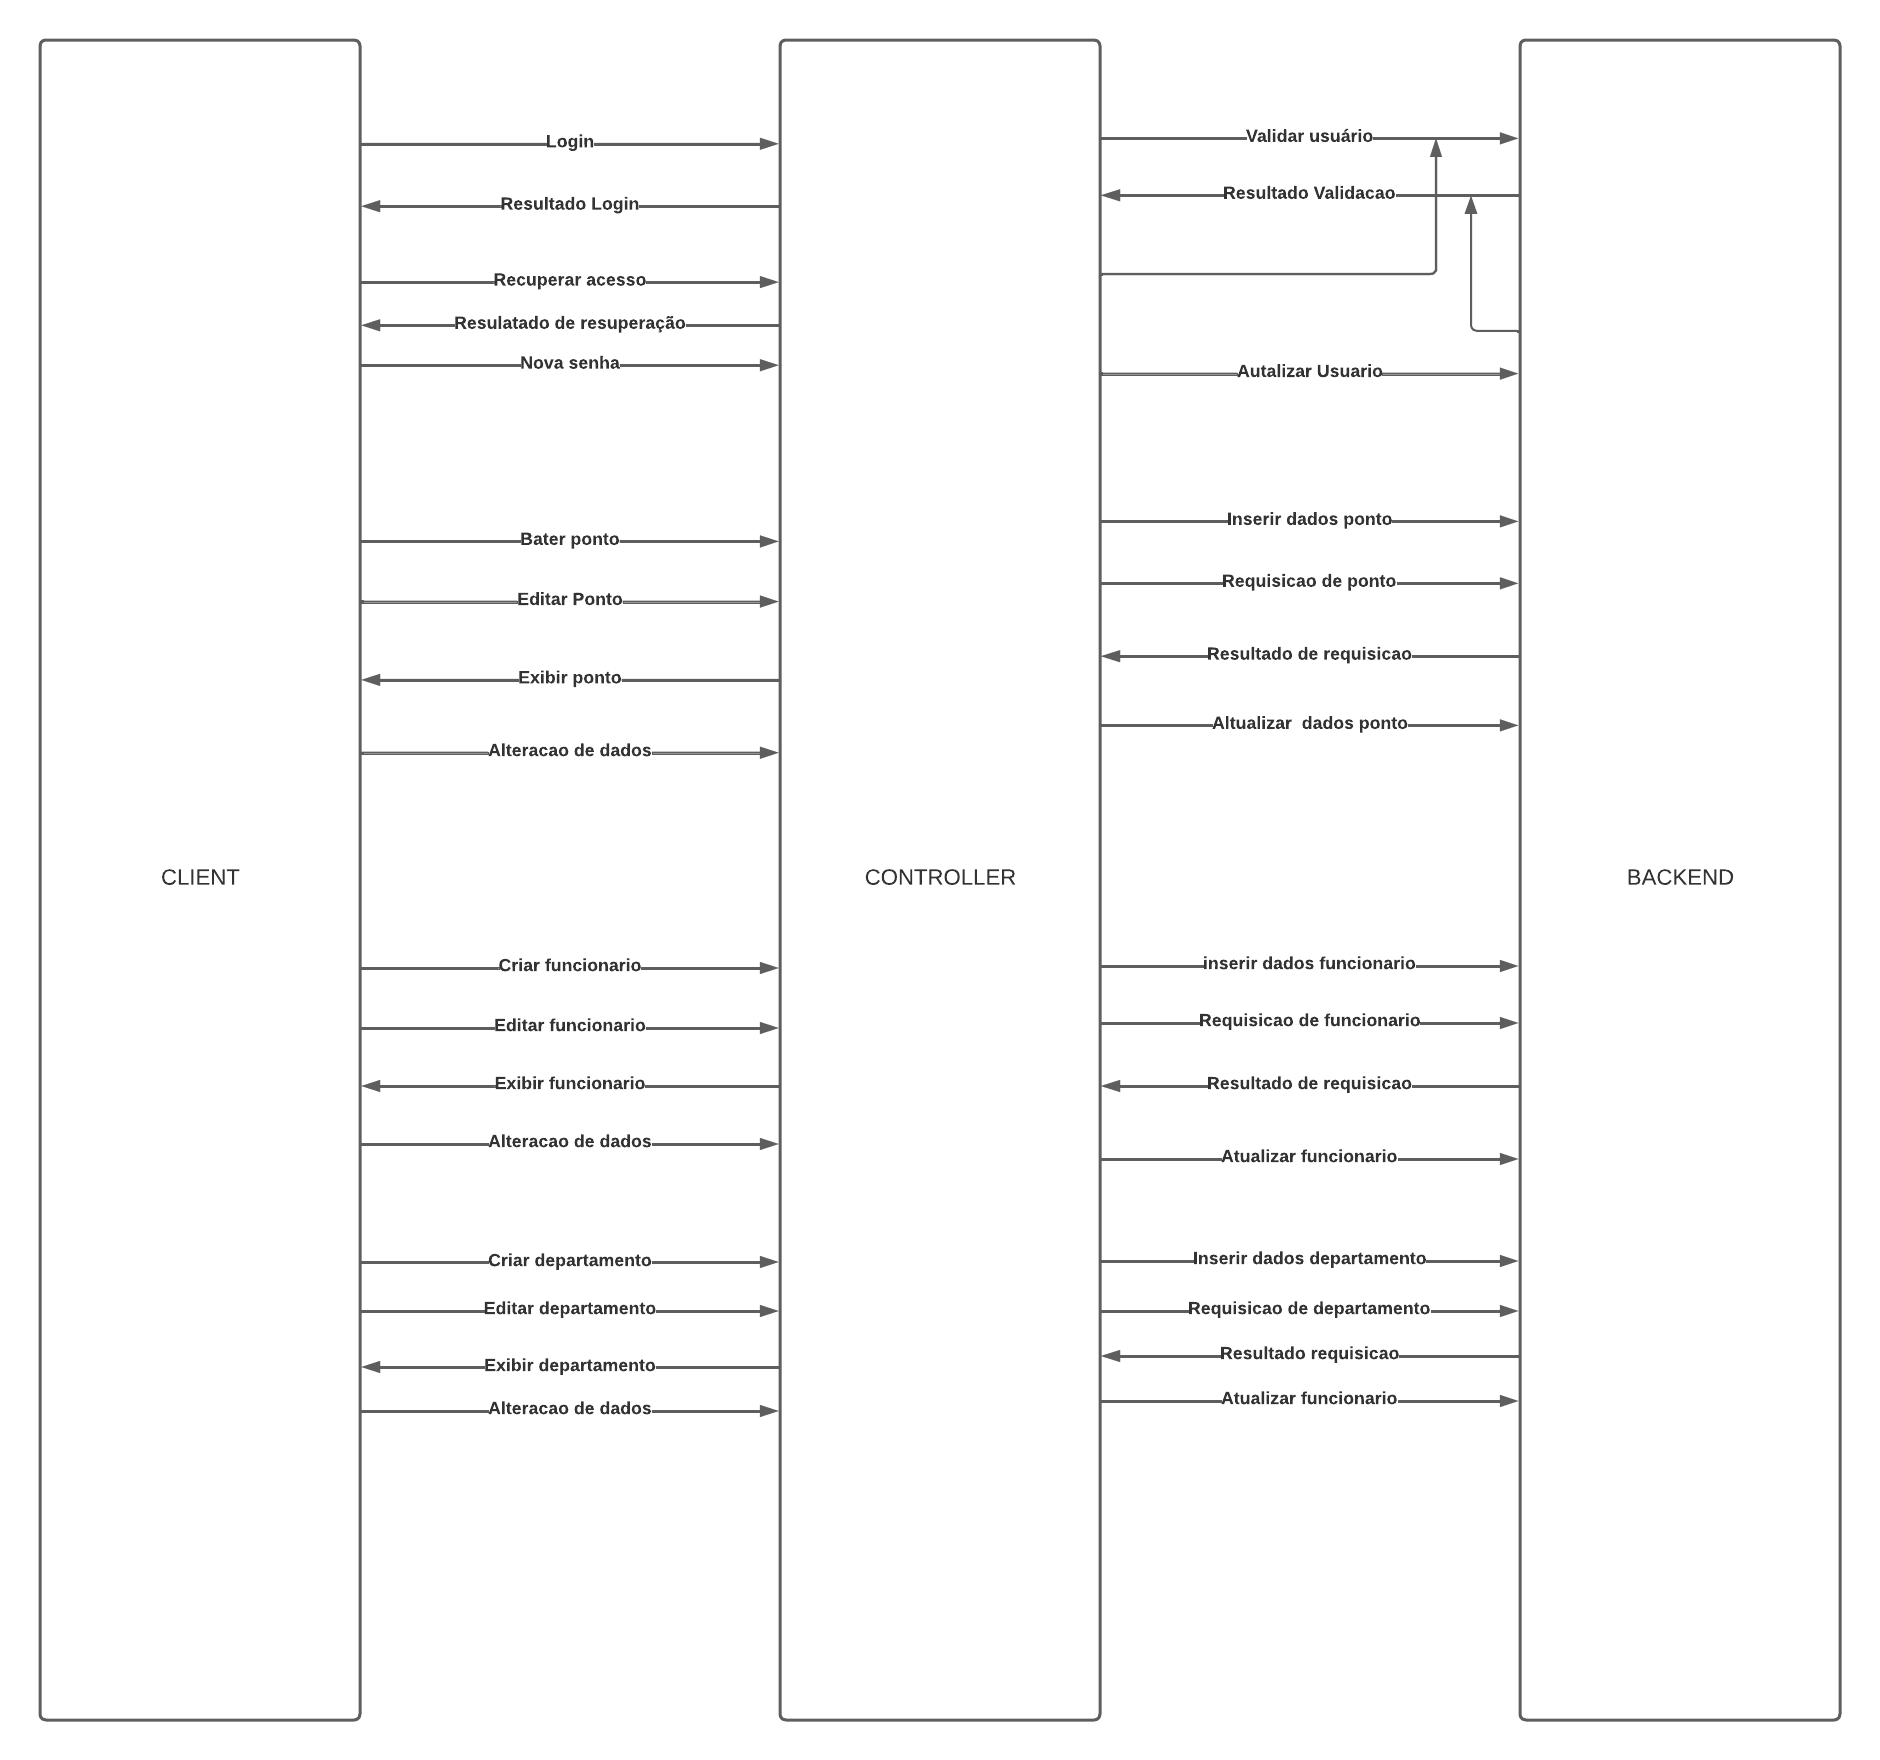 Login
Validar usuário
Resultado Login
Resultado Validacao
Recuperar acesso
Resulatado de resuperação
Nova senha
Autalizar Usuario
Bater ponto
Inserir dados ponto
Editar Ponto
Requisicao de ponto
Exibir ponto
Resultado de requisicao
Alteracao de dados
Altualizar  dados ponto
CLIENT
CONTROLLER
BACKEND
Criar funcionario
inserir dados funcionario
Editar funcionario
Requisicao de funcionario
Exibir funcionario
Resultado de requisicao
Alteracao de dados
Atualizar funcionario
Criar departamento
Inserir dados departamento
Editar departamento
Requisicao de departamento
Exibir departamento
Resultado requisicao
Alteracao de dados
Atualizar funcionario